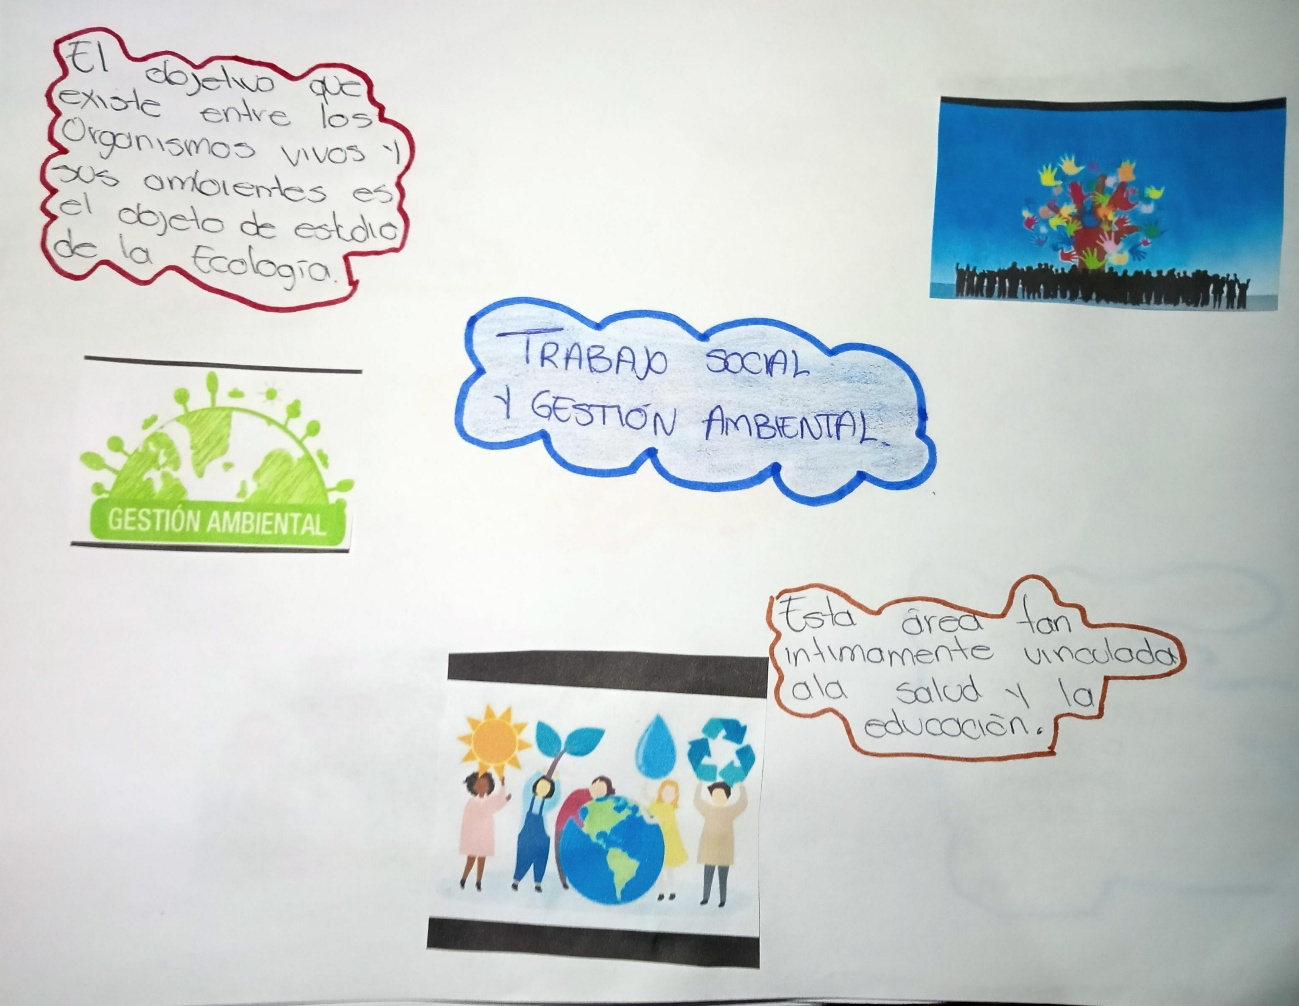 El objetivo que
existe entre los
Organismos vivos y
sus ambientes es
el objeto de estudio
de la Ecología.
TRABAJO SOCIAL
Y GESTIÓN AMBIENTAL.
GESTIÓN AMBIENTAL
Esta área tan
intimamente vinculada
ala salud y la
educación.